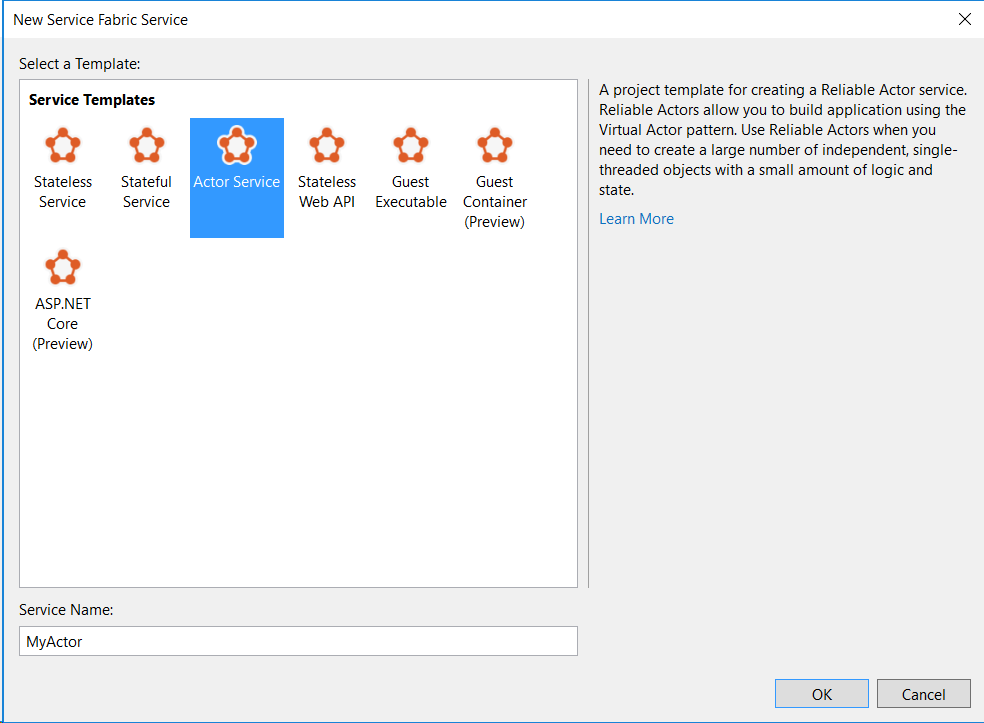 New Service Fabric Service
Select a Template:
Service Templates
Stateless
Service
Stateful
Service
Actor Service
Stateless
Web API
Guest
Executable
Guest
Container
(Preview)
ASP.NET
Core
(Preview)
A project template for creating a Reliable Actor service.
Reliable Actors allow you to build application using the
Virtual Actor pattern. Use Reliable Actors when you
need to create a large number of independent, single-
threaded objects with a small amount of logic and
state.
Learn More
Service Name:
MyActor
OK
Cancel